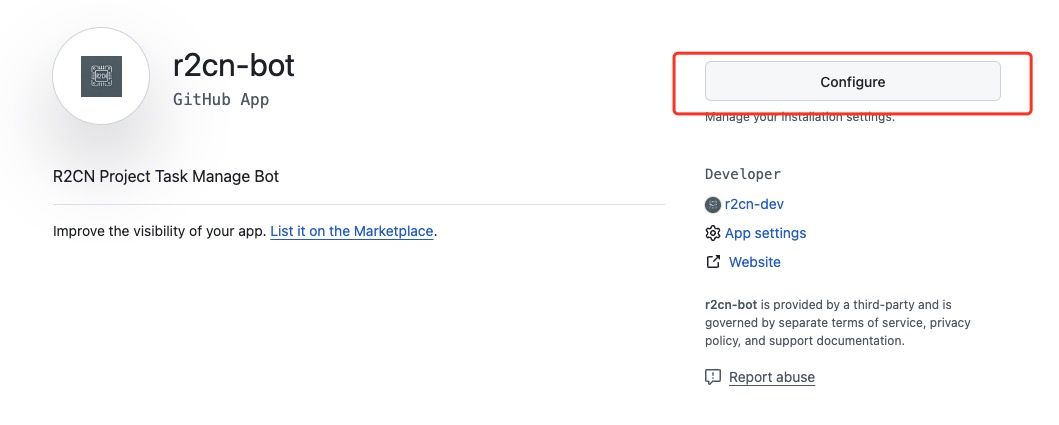 r2cn-bot
GitHub App
R2CN Project Task Manage Bot
Improve the visibility of your app. List it on the Marketplace.
Configure
Manage your installation settings.
Developer
r2cn-dev
App settings
Website
r2cn-bot is provided by a third-party and is
governed by separate terms of service, privacy
policy, and support documentation.
Report abuse